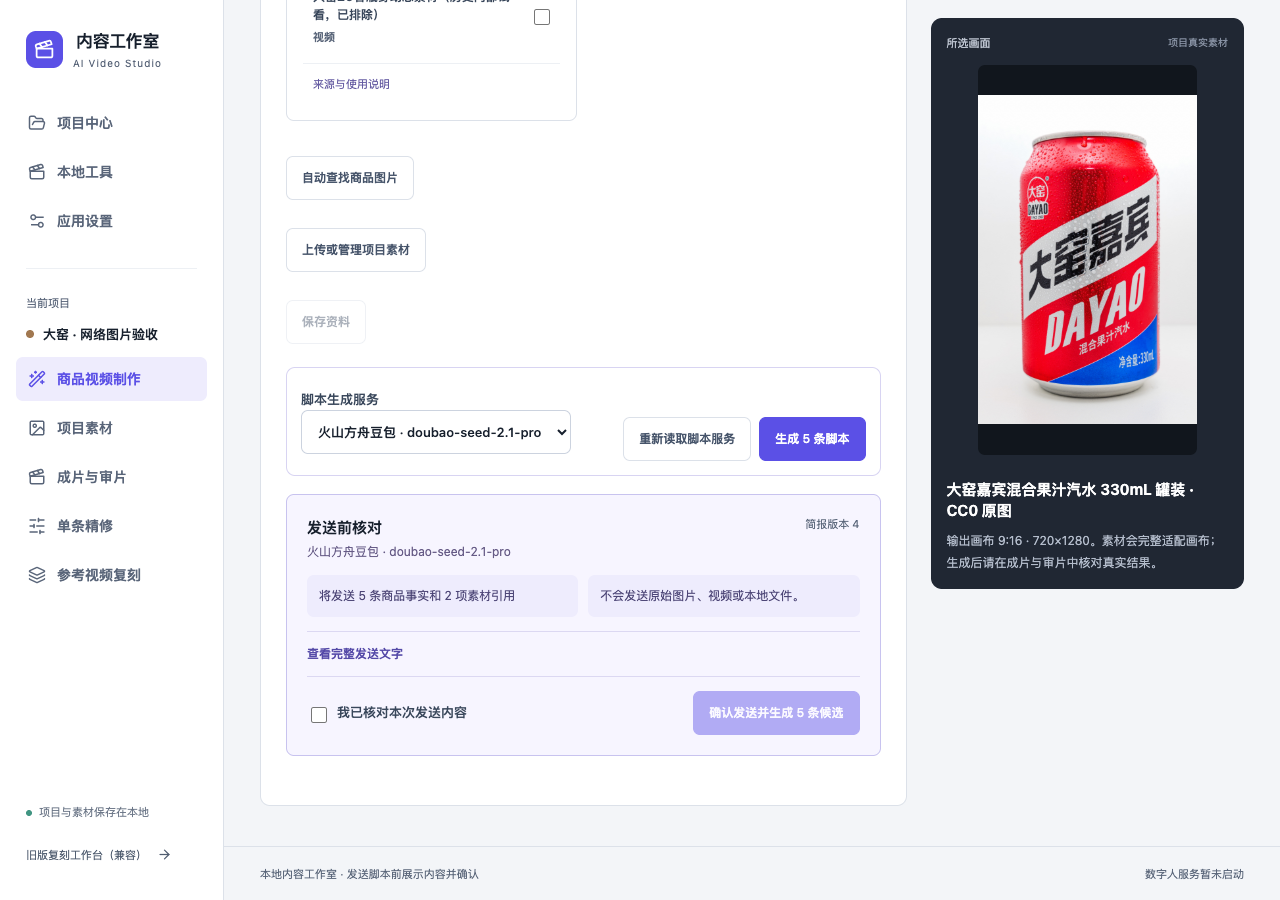 内容工作室
AI Video Studio
项目中心
本地工具
应用设置
当前项目
大窑 · 网络图片验收
商品视频制作
项目素材
成片与审片
单条精修
参考视频复刻
项目与素材保存在本地
旧版复刻工作台（兼容）
看，已排除）
视频
来源与使用说明
自动查找商品图片
上传或管理项目素材
保存资料
脚本生成服务
火山方舟豆包 · doubao-seed-2.1-pro
重新读取脚本服务
生成 5 条脚本
发送前核对
简报版本 4
火山方舟豆包 · doubao-seed-2.1-pro
将发送 5 条商品事实和 2 项素材引用
不会发送原始图片、视频或本地文件。
查看完整发送文字
我已核对本次发送内容
确认发送并生成 5 条候选
所选画面
项目真实素材
大窑
DAYAO
大窑嘉宾
DAYAO
混合果汁汽水
净含量:330mL
大窑嘉宾混合果汁汽水 330mL 罐装 ·
CC0 原图
输出画布 9:16 · 720×1280。素材会完整适配画布；
生成后请在成片与审片中核对真实结果。
本地内容工作室 · 发送脚本前展示内容并确认
数字人服务暂未启动